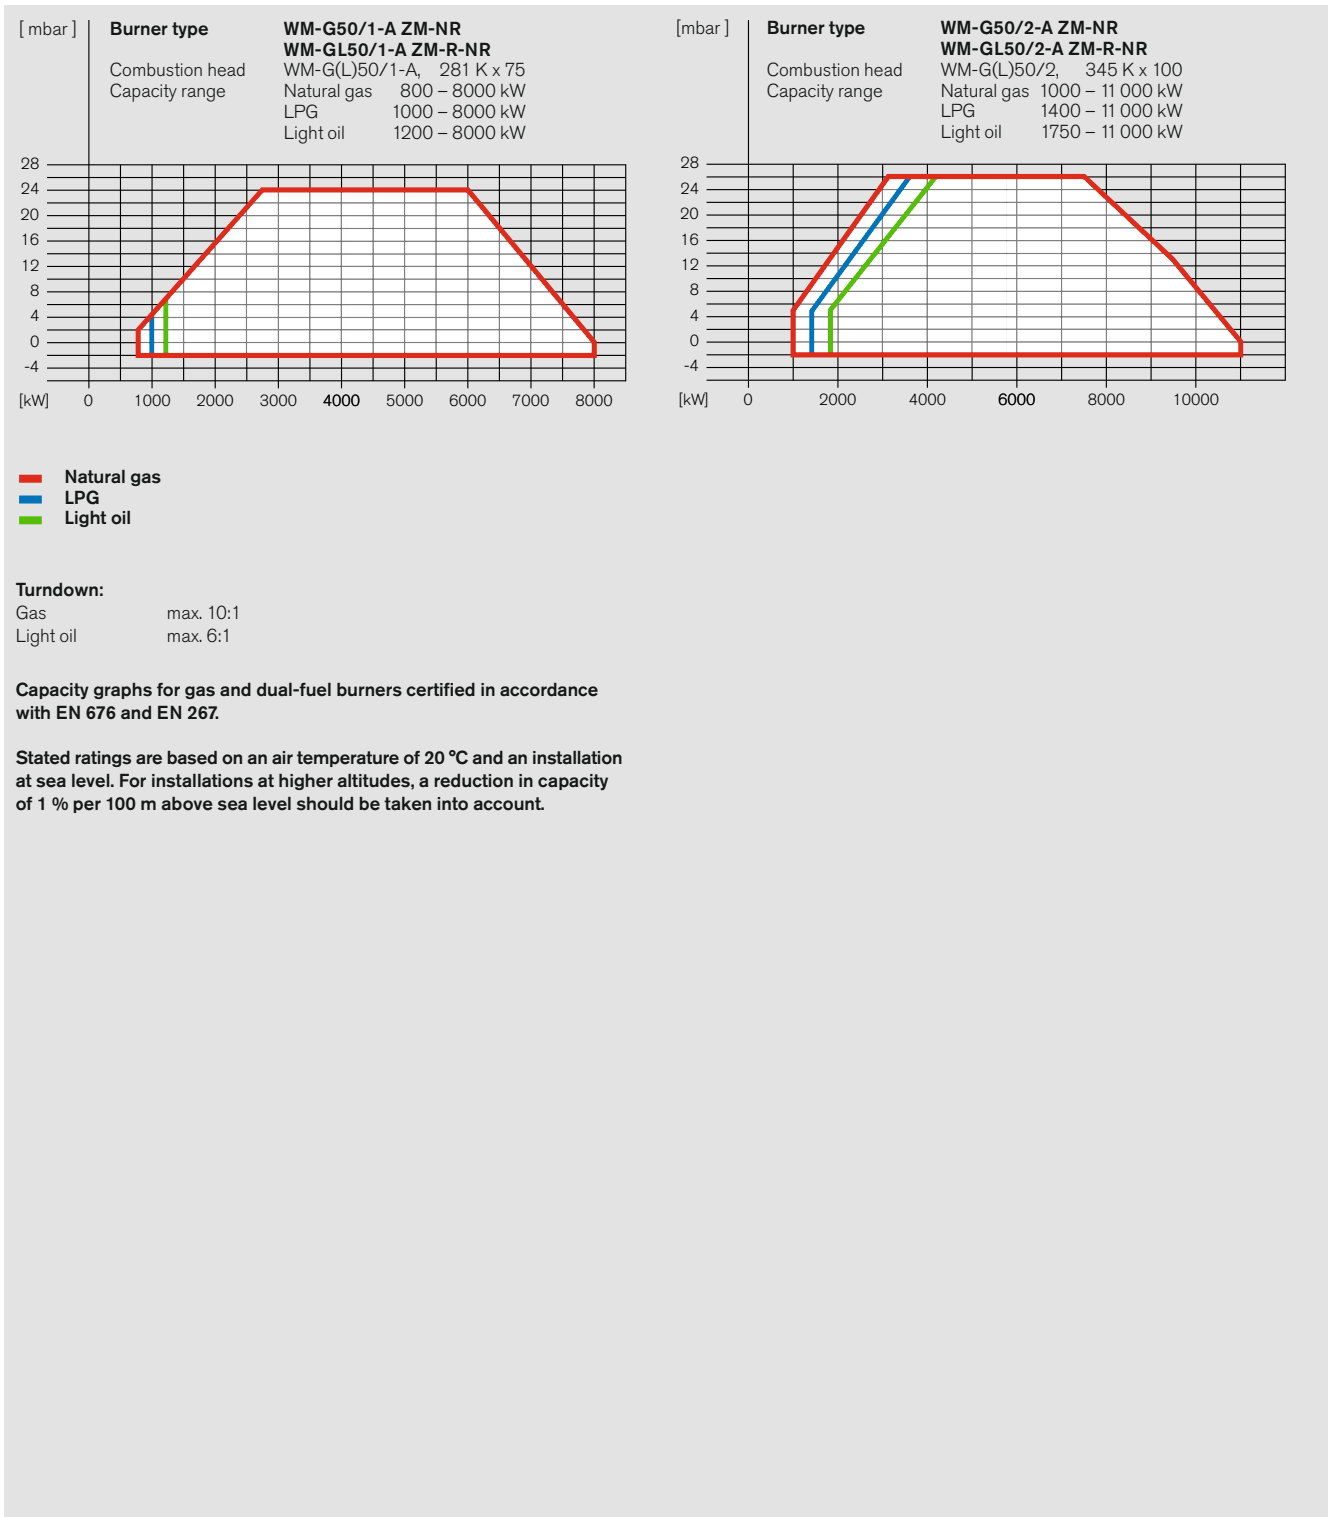 [ mbar ]
Burner type WM-G50/1-A ZM-NR
WM-GL50/1-A ZM-R-NR
Combustion head WM-G(L)50/1-A, 281 K x 75
Capacity range Natural gas 800 – 8000 kW
LPG 1000 – 8000 kW
Light oil 1200 – 8000 kW
28
24
20
16
12
8
4
0
-4
[kW] 0 1000 2000 3000 4000 5000 6000 7000 8000
[mbar ]
Burner type WM-G50/2-A ZM-NR
WM-GL50/2-A ZM-R-NR
Combustion head WM-G(L)50/2, 345 K x 100
Capacity range Natural gas 1000 – 11 000 kW
LPG 1400 – 11 000 kW
Light oil 1750 – 11 000 kW
28
24
20
16
12
8
4
0
-4
[kW] 0 2000 4000 6000 8000 10000
Natural gas
LPG
Light oil
Turndown:
Gas max. 10:1
Light oil max. 6:1
Capacity graphs for gas and dual-fuel burners certified in accordance
with EN 676 and EN 267.
Stated ratings are based on an air temperature of 20 °C and an installation
at sea level. For installations at higher altitudes, a reduction in capacity
of 1 % per 100 m above sea level should be taken into account.